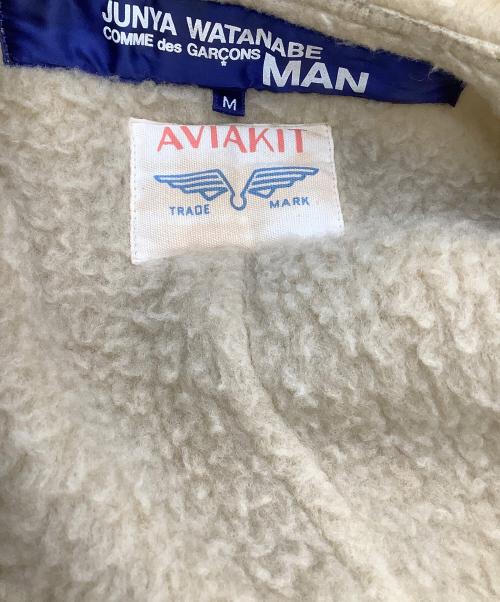 JUNYA WATANABE
COMME des GARÇONS
MAN
M
AVIAKIT
TRADE MARK